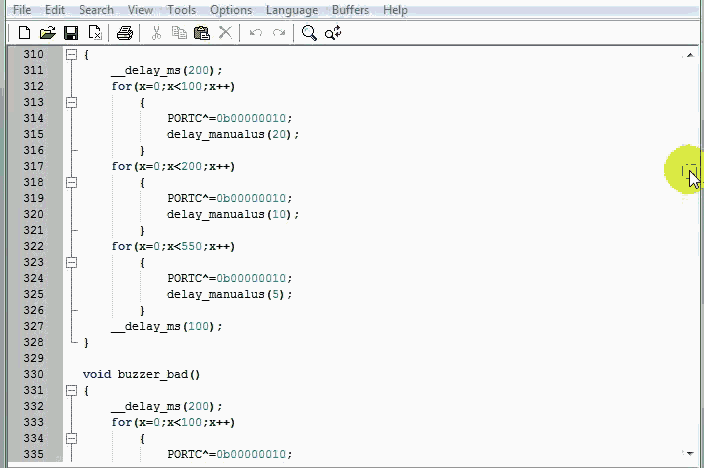 File Edit Search View Tools Options Language Buffers Help
310 {
311 __delay_ms(200);
312 for(x=0;x<100;x++)
313 {
314 PORTC^=0b00000010;
315 delay_manualus(20);
316 }
317 for(x=0;x<200;x++)
318 {
319 PORTC^=0b00000010;
320 delay_manualus(10);
321 }
322 for(x=0;x<550;x++)
323 {
324 PORTC^=0b00000010;
325 delay_manualus(5);
326 }
327 __delay_ms(100);
328 }
329
330 void buzzer_bad()
331 {
332 __delay_ms(200);
333 for(x=0;x<100;x++)
334 {
335 PORTC^=0b00000010;